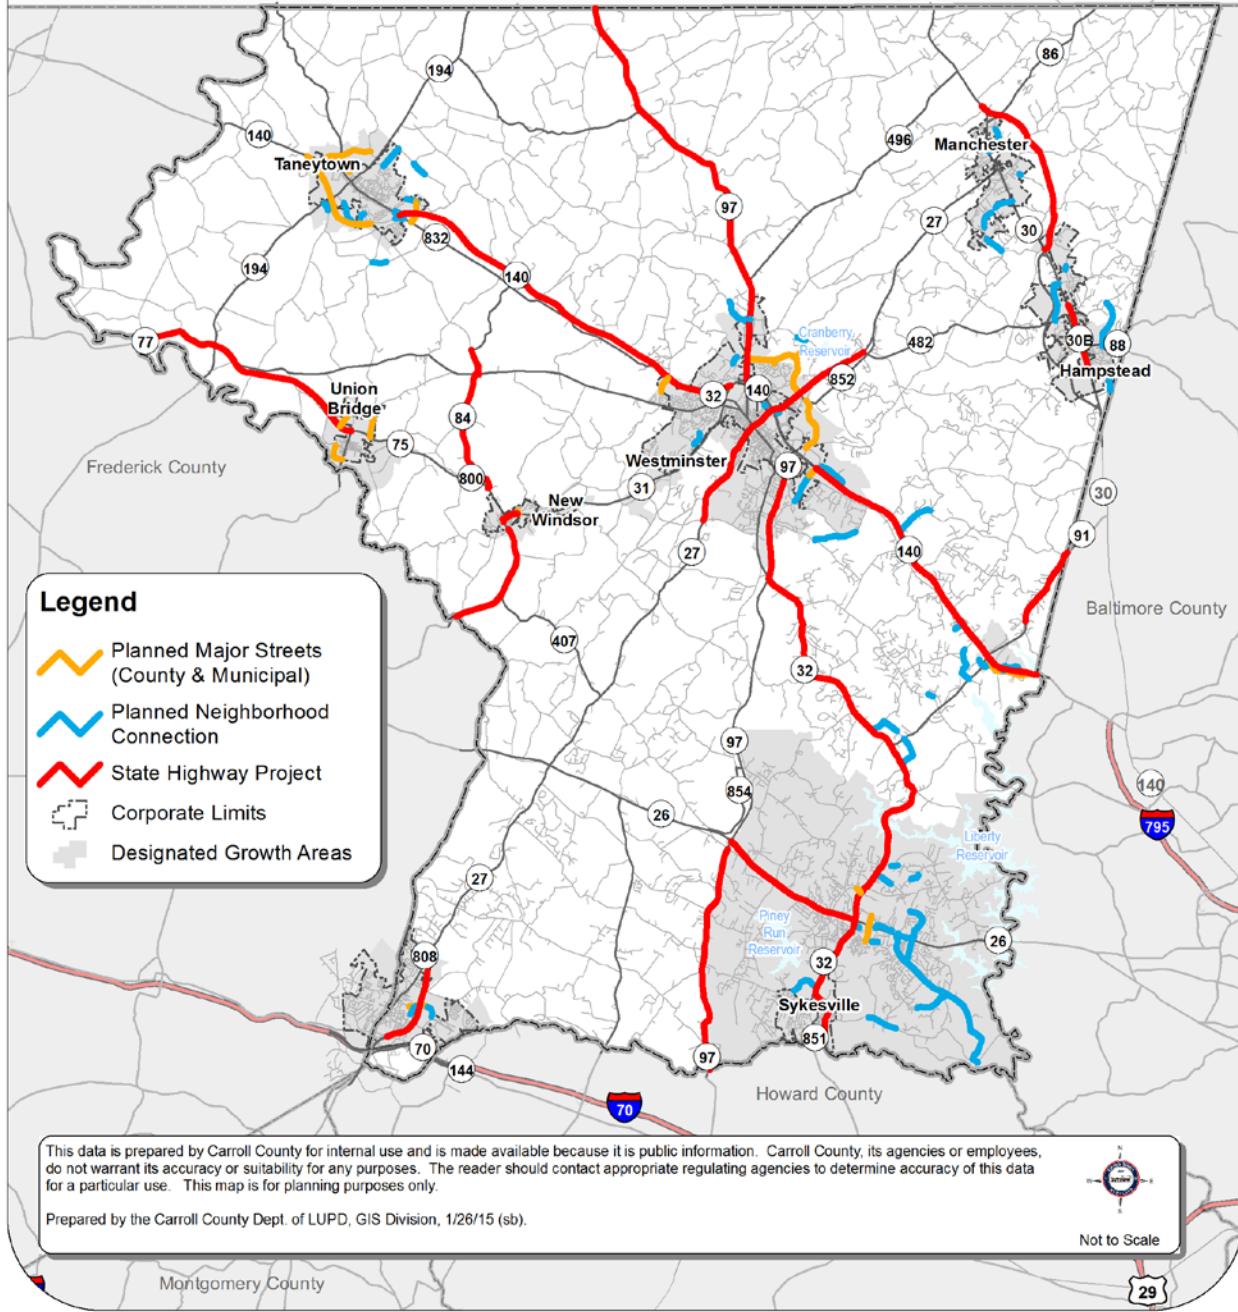 86
194
140
496
Manchester
Taneytown
97
27
30
832
194
140
Cranberry
Reservoir
482
77
30B
88
852
Hampstead
Union
Bridge
32
140
84
75
Westminster
97
Frederick County
800
31
30
New
Windsor
91
27
140
Legend
Baltimore County
Planned Major Streets
(County & Municipal)
407
32
Planned Neighborhood
Connection
97
State Highway Project
854
140
Corporate Limits
26
795
Liberty
Reservoir
Designated Growth Areas
27
Piney
Run
Reservoir
26
808
32
Sykesville
851
70
97
144
Howard County
70
This data is prepared by Carroll County for internal use and is made available because it is public information.  Carroll County, its agencies or employees,
do not warrant its accuracy or suitability for any purposes.  The reader should contact appropriate regulating agencies to determine accuracy of this data
for a particular use.   This map is for planning purposes only.
Prepared by the Carroll County Dept. of LUPD, GIS Division, 1/26/15 (sb).
N
W
E
S
Not to Scale
Montgomery County
29